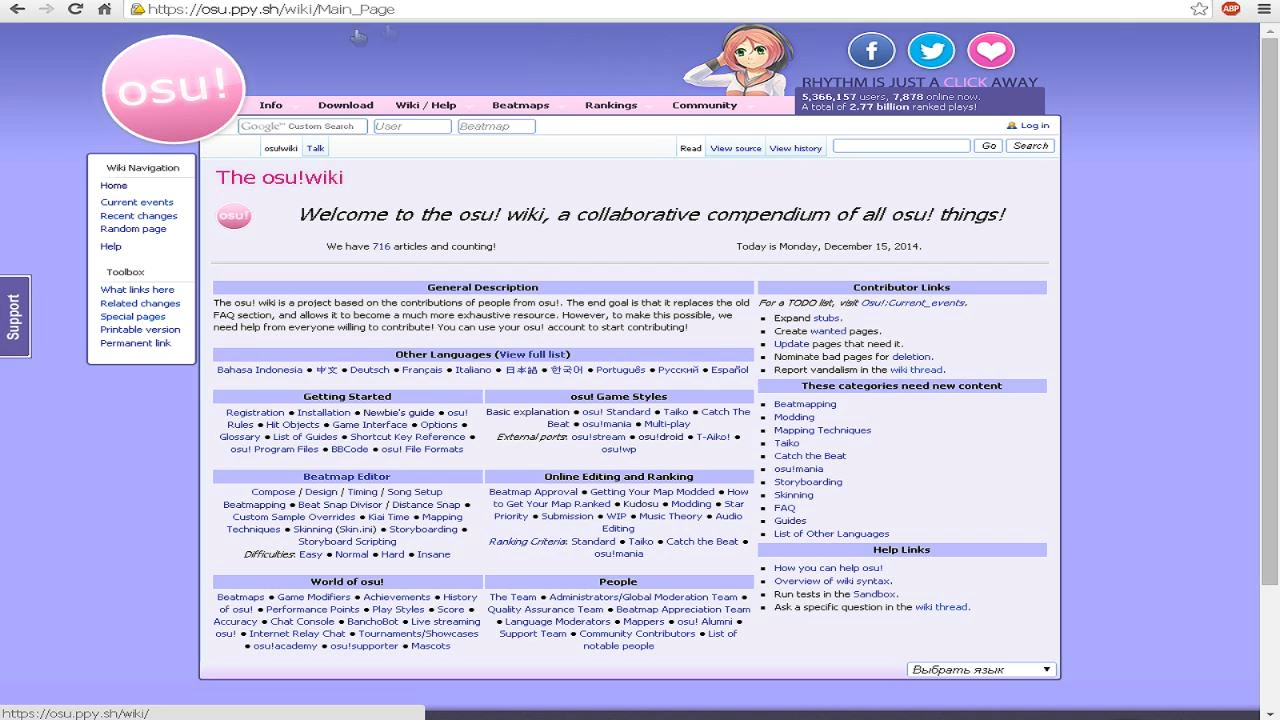 https://osu.ppy.sh/wiki/Main_Page
ABP
osu!
RHYTHM IS JUST A CLICK AWAY
5,366,157 users, 7,878 online now.
A total of 2.77 billion ranked plays!
Info Download Wiki / Help Beatmaps Rankings Community
Google™ Custom Search User Beatmap Log in
osu!wiki Talk Read View source View history Go Search
Wiki Navigation
Home
Current events
Recent changes
Random page
Help
Toolbox
What links here
Related changes
Special pages
Printable version
Permanent link
Support
The osu!wiki
osu!
Welcome to the osu! wiki, a collaborative compendium of all osu! things!
We have 716 articles and counting! Today is Monday, December 15, 2014.
General Description
The osu! wiki is a project based on the contributions of people from osu!. The end goal is that it replaces the old
FAQ section, and allows it to become a much more exhaustive resource. However, to make this possible, we
need help from everyone willing to contribute! You can use your osu! account to start contributing!
Other Languages (View full list)
Bahasa Indonesia • 中文 • Deutsch • Français • Italiano • 日本語 • 한국어 • Português • Русский • Español
Getting Started
Registration • Installation • Newbie's guide • osu!
Rules • Hit Objects • Game Interface • Options •
Glossary • List of Guides • Shortcut Key Reference •
osu! Program Files • BBCode • osu! File Formats
osu! Game Styles
Basic explanation • osu! Standard • Taiko • Catch The
Beat • osu!mania • Multi-play
External ports: osu!stream • osu!droid • T-Aiko! •
osu!wp
Beatmap Editor
Compose / Design / Timing / Song Setup
Beatmapping • Beat Snap Divisor / Distance Snap •
Custom Sample Overrides • Kiai Time • Mapping
Techniques • Skinning (Skin.ini) • Storyboarding •
Storyboard Scripting
Difficulties: Easy • Normal • Hard • Insane
Online Editing and Ranking
Beatmap Approval • Getting Your Map Modded • How
to Get Your Map Ranked • Kudosu • Modding • Star
Priority • Submission • WIP • Music Theory • Audio
Editing
Ranking Criteria: Standard • Taiko • Catch the Beat •
osu!mania
World of osu!
Beatmaps • Game Modifiers • Achievements • History
of osu! • Performance Points • Play Styles • Score •
Accuracy • Chat Console • BanchoBot • Live streaming
osu! • Internet Relay Chat • Tournaments/Showcases
• osu!academy • osu!supporter • Mascots
People
The Team • Administrators/Global Moderation Team •
Quality Assurance Team • Beatmap Appreciation Team
• Language Moderators • Mappers • osu! Alumni •
Support Team • Community Contributors • List of
notable people
Contributor Links
For a TODO list, visit Osu!:Current_events.
Expand stubs.
Create wanted pages.
Update pages that need it.
Nominate bad pages for deletion.
Report vandalism in the wiki thread.
These categories need new content
Beatmapping
Modding
Mapping Techniques
Taiko
Catch the Beat
osu!mania
Storyboarding
Skinning
FAQ
Guides
List of Other Languages
Help Links
How you can help osu!
Overview of wiki syntax.
Run tests in the Sandbox.
Ask a specific question in the wiki thread.
Выбрать язык
https://osu.ppy.sh/wiki/